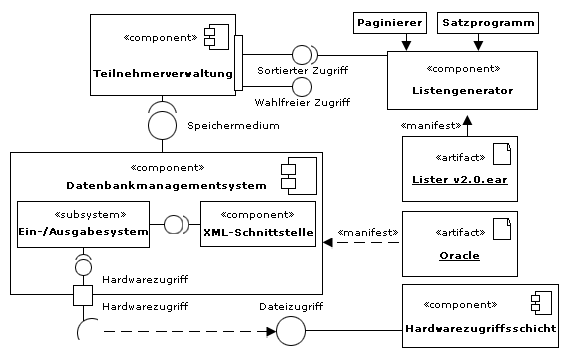 Paginierer
Satzprogramm
«component»
Teilnehmerverwaltung
Sortierter Zugriff
Wahlfreier Zugriff
«component»
Listengenerator
Speichermedium
«manifest»
«artifact»
Lister v2.0.ear
«component»
Datenbankmanagementsystem
«subsystem»
Ein-/Ausgabesystem
«component»
XML-Schnittstelle
«manifest»
«artifact»
Oracle
Hardwarezugriff
Hardwarezugriff
Dateizugriff
«component»
Hardwarezugriffsschicht